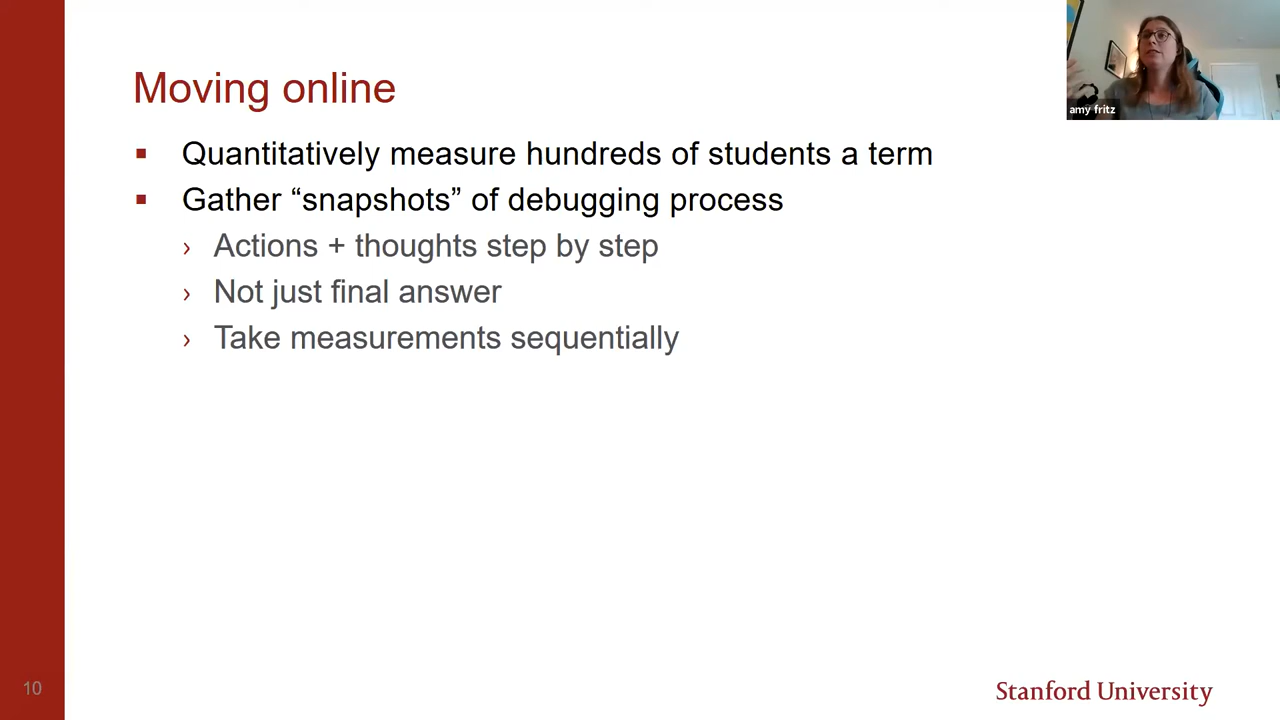 Moving online
amy fritz
▪ Quantitatively measure hundreds of students a term
▪ Gather “snapshots” of debugging process
› Actions + thoughts step by step
› Not just final answer
› Take measurements sequentially
10
Stanford University